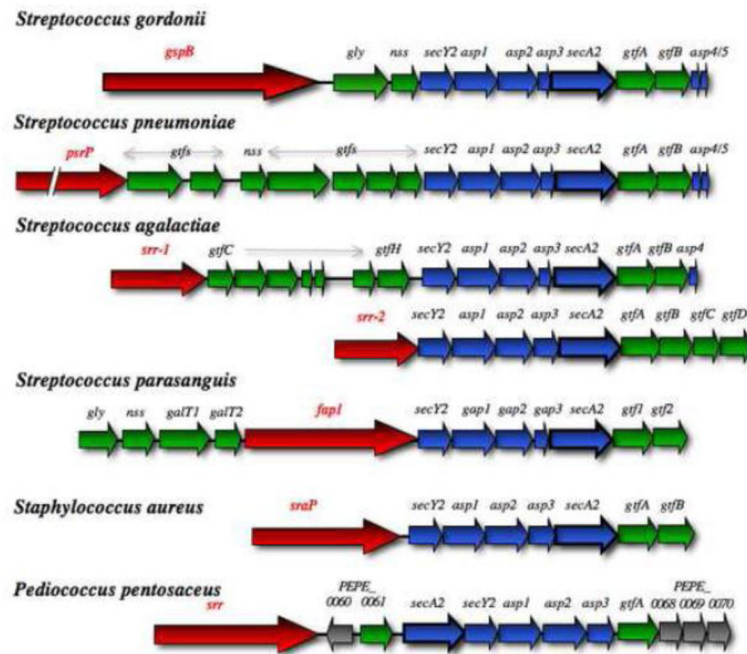 Streptococcus gordonii
gspB gly nss secY2 asp1 asp2 asp3 secA2 gtfA gtfB asp4/5
Streptococcus pneumoniae
psrP gtfs nss gtfs secY2 asp1 asp2 asp3 secA2 gtfA gtfB asp4/5
Streptococcus agalactiae
srr-1 gtfC gtfH secY2 asp1 asp2 asp3 secA2 gtfA gtfB asp4
srr-2 secY2 asp1 asp2 asp3 secA2 gtfA gtfB gtfC gtfD
Streptococcus parasanguis
gly nss galT1 galT2 fap1 secY2 gap1 gap2 gap3 secA2 gtf1 gtf2
Staphylococcus aureus
sraP secY2 asp1 asp2 asp3 secA2 gtfA gtfB
Pediococcus pentosaceus
PEPE_ PEPE_
srr 0060 0061 secA2 secY2 asp1 asp2 asp3 gtfA 0068 0069 0070